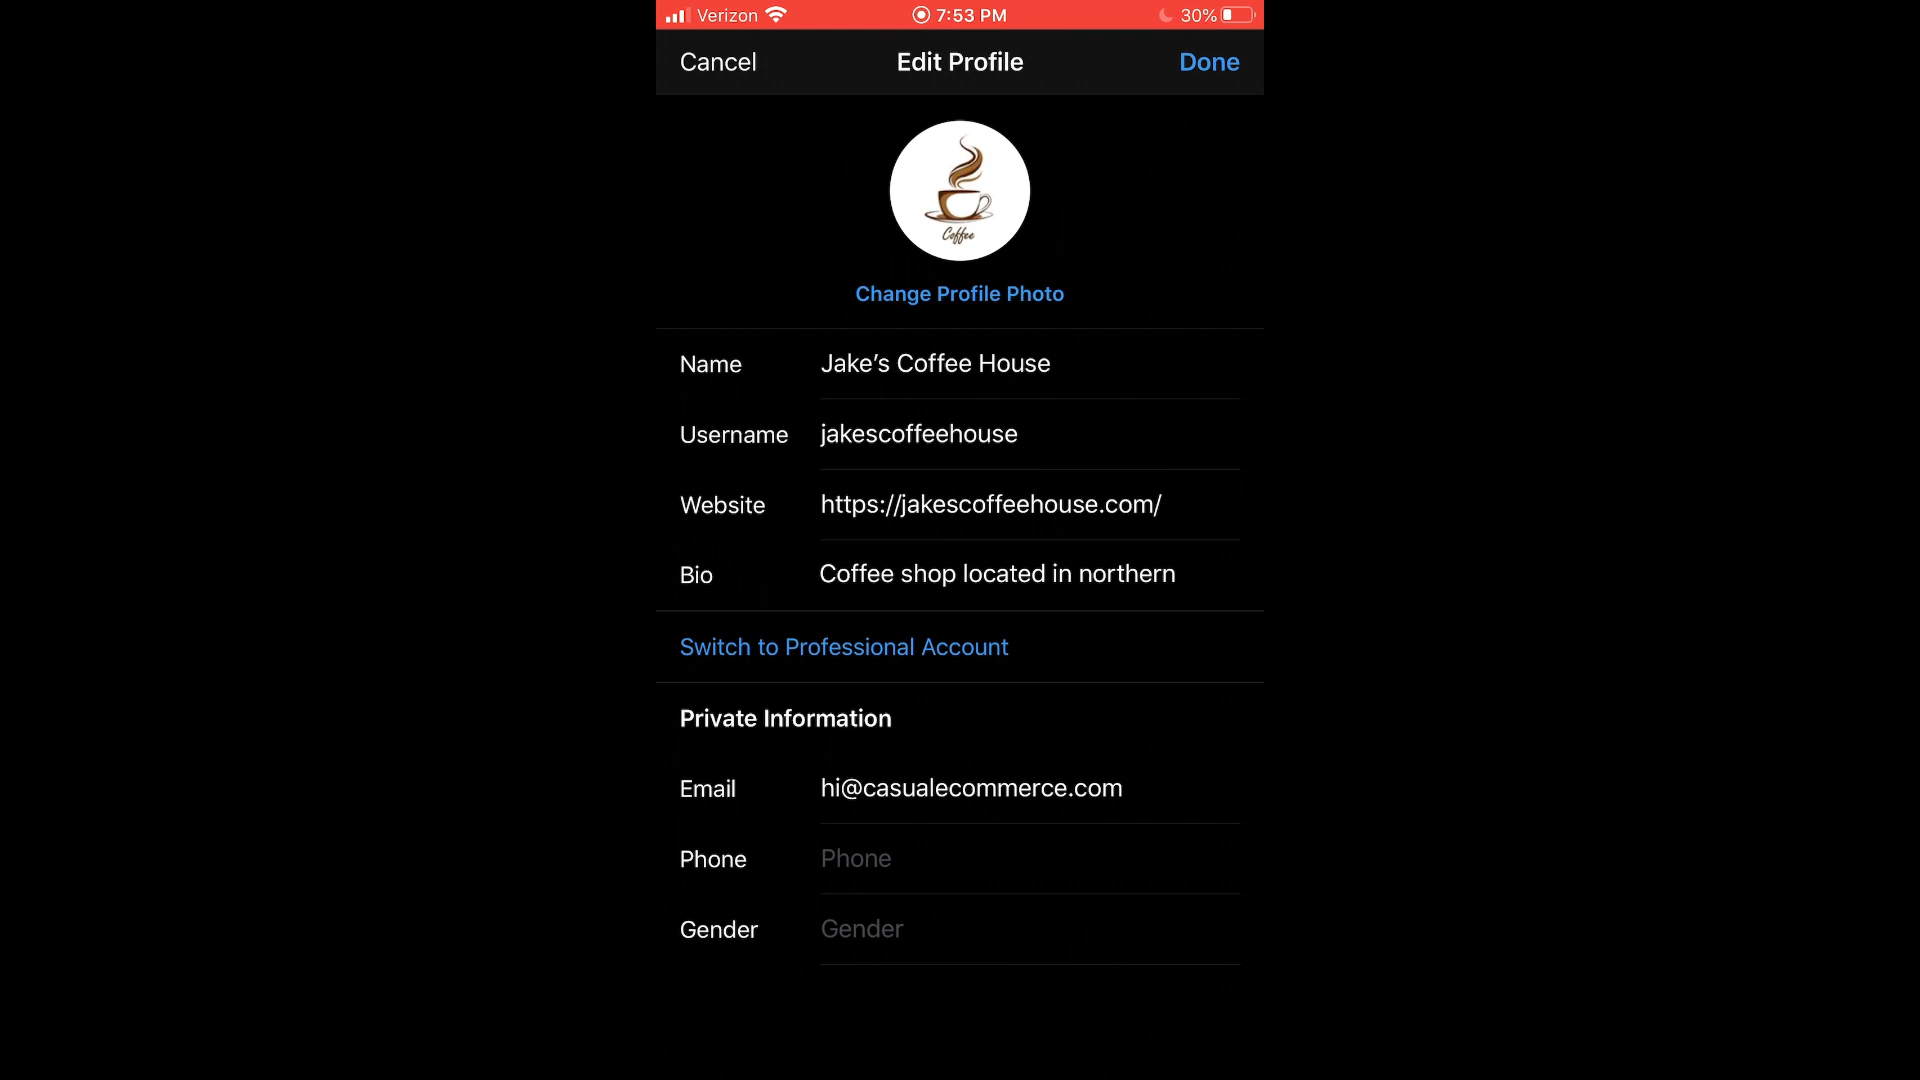 Verizon 7:53 PM 30%
Cancel Edit Profile Done
Coffee
Change Profile Photo
Name Jake’s Coffee House
Username jakescoffeehouse
Website https://jakescoffeehouse.com/
Bio Coffee shop located in northern
Switch to Professional Account
Private Information
Email hi@casualecommerce.com
Phone Phone
Gender Gender